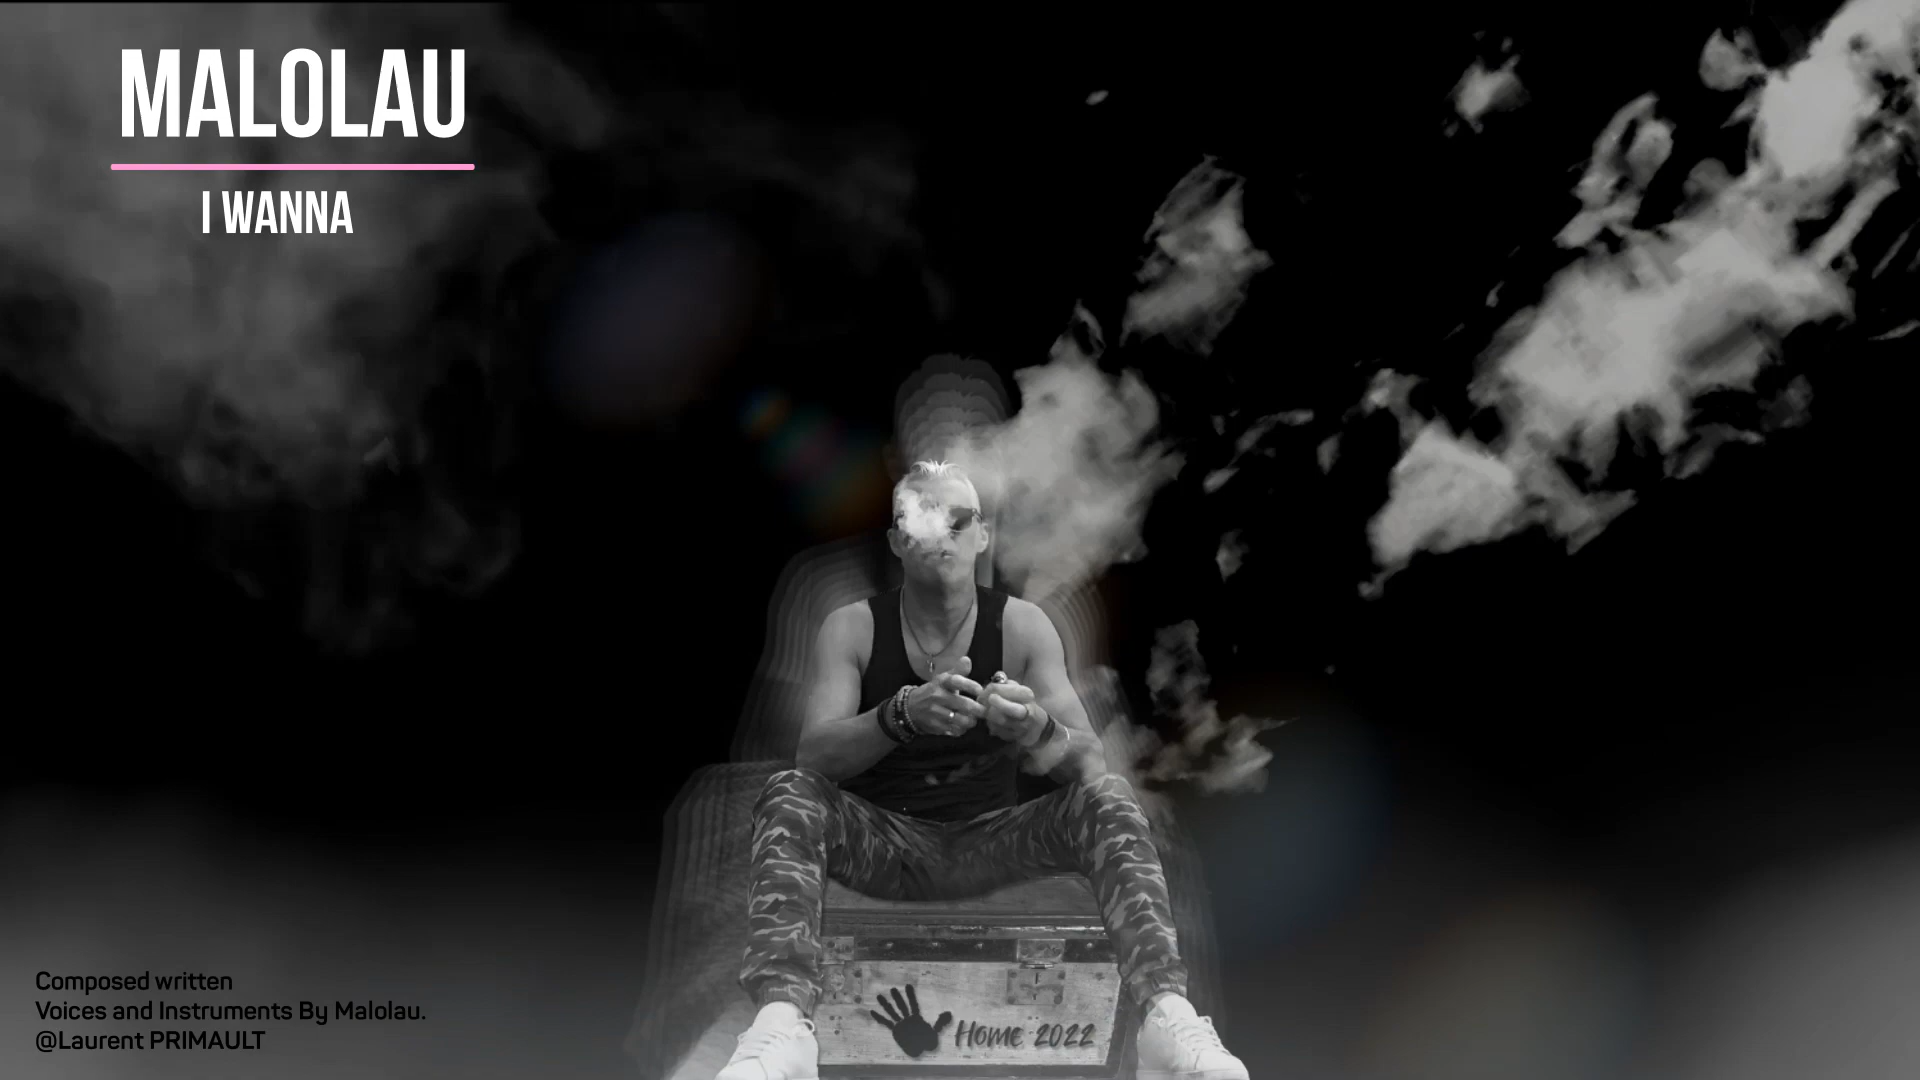 MALOLAU
I WANNA
Composed written
Voices and Instruments By Malolau.
@Laurent PRIMAULT
Home 2022